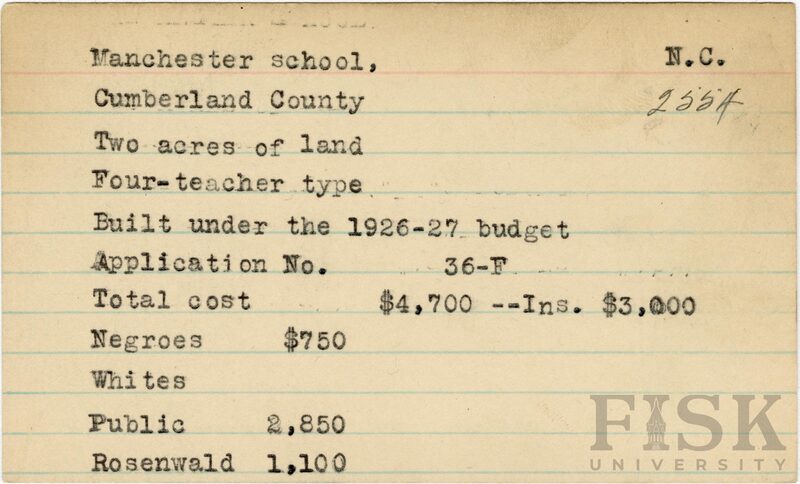 Manchester school, N.C.
Cumberland County 2554
Two acres of land
Four-teacher type
Built under the 1926-27 budget
Application No. 36-F
Total cost $4,700 --Ins. $3,000
Negroes $750
Whites
Public 2,850
Rosenwald 1,100
FISK
UNIVERSITY